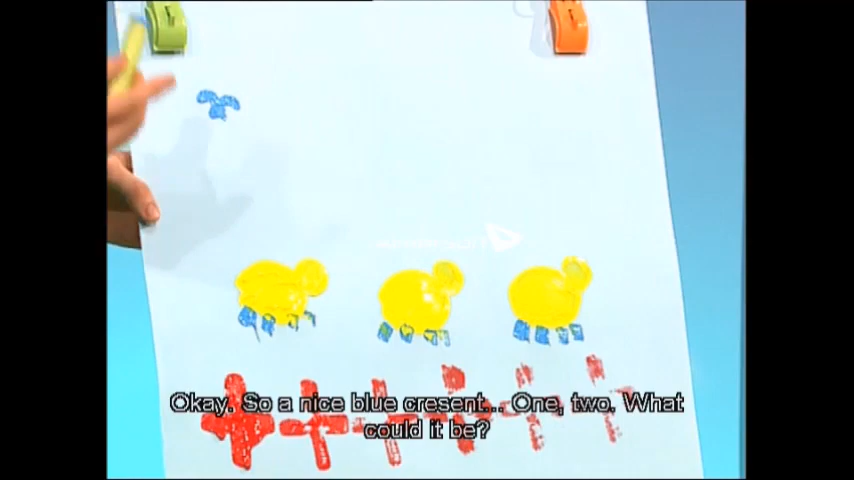 Okay. So a nice blue cresent... One, two. What
could it be?